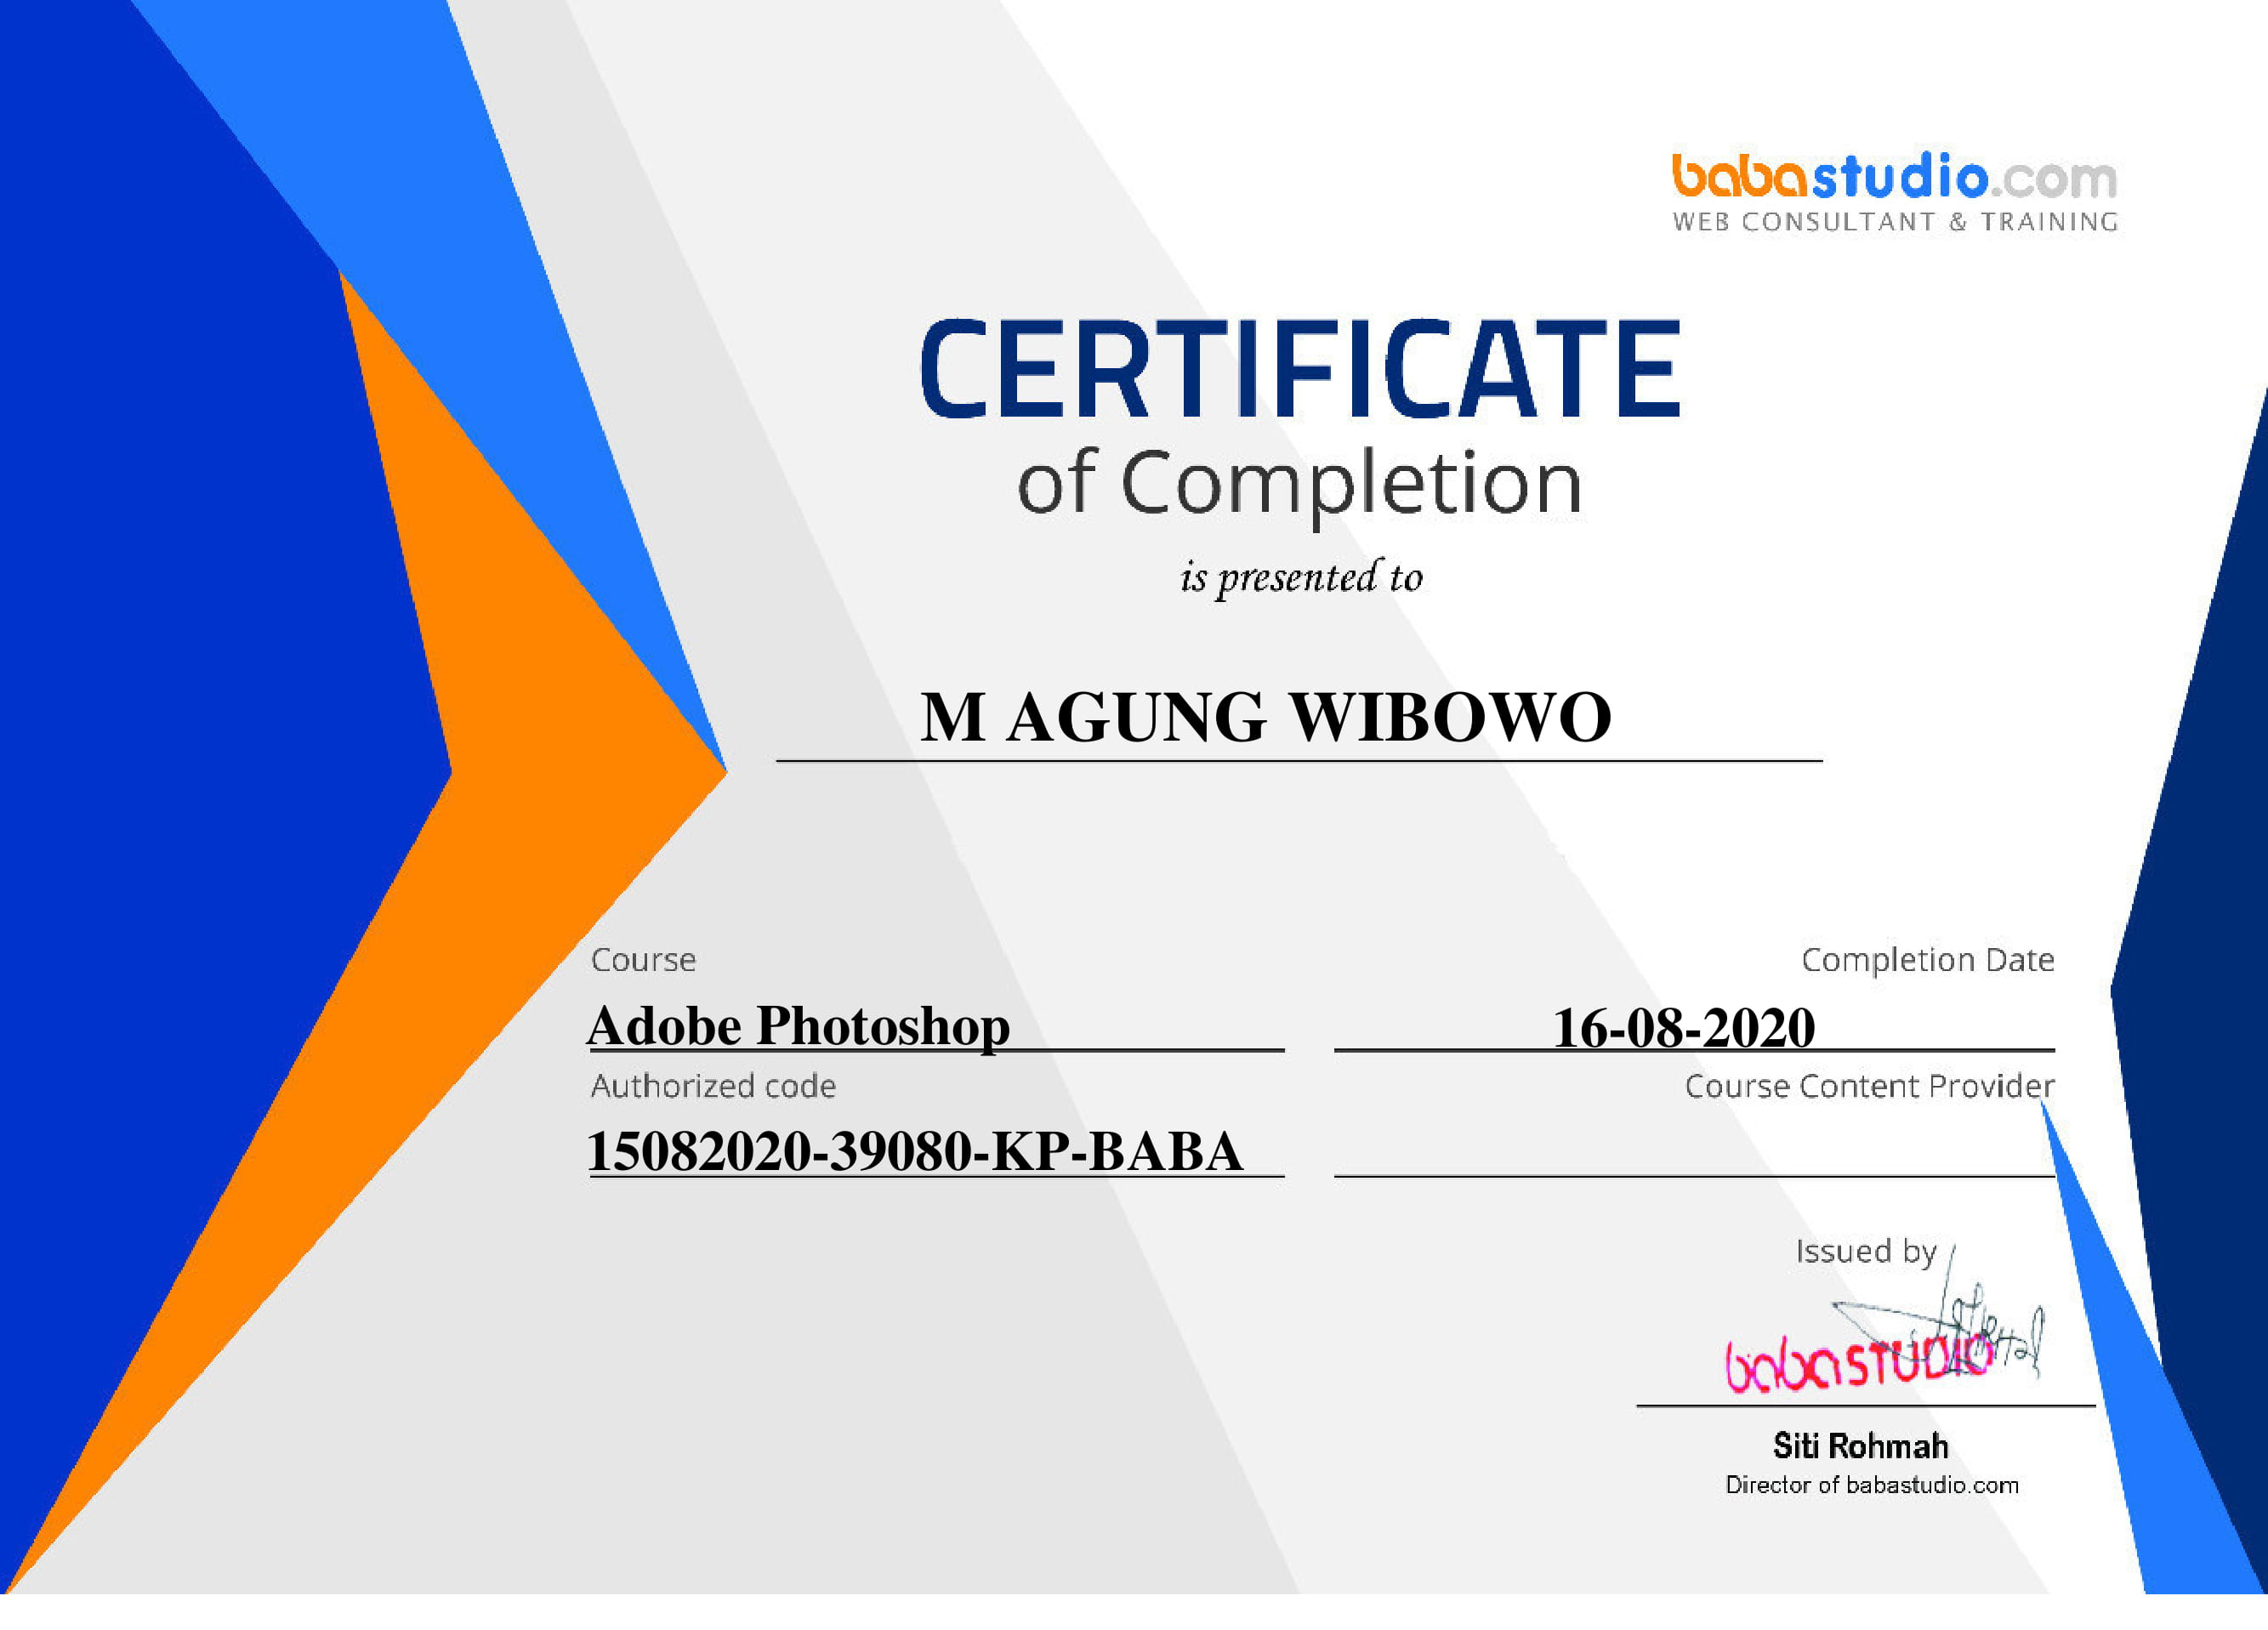 babastudio.com
WEB CONSULTANT & TRAINING
CERTIFICATE
of Completion
is presented to
M AGUNG WIBOWO
Course
Completion Date
Adobe Photoshop
16-08-2020
Authorized code
Course Content Provider
15082020-39080-KP-BABA
Issued by
babaSTUDIO
Siti Rohmah
Director of babastudio.com